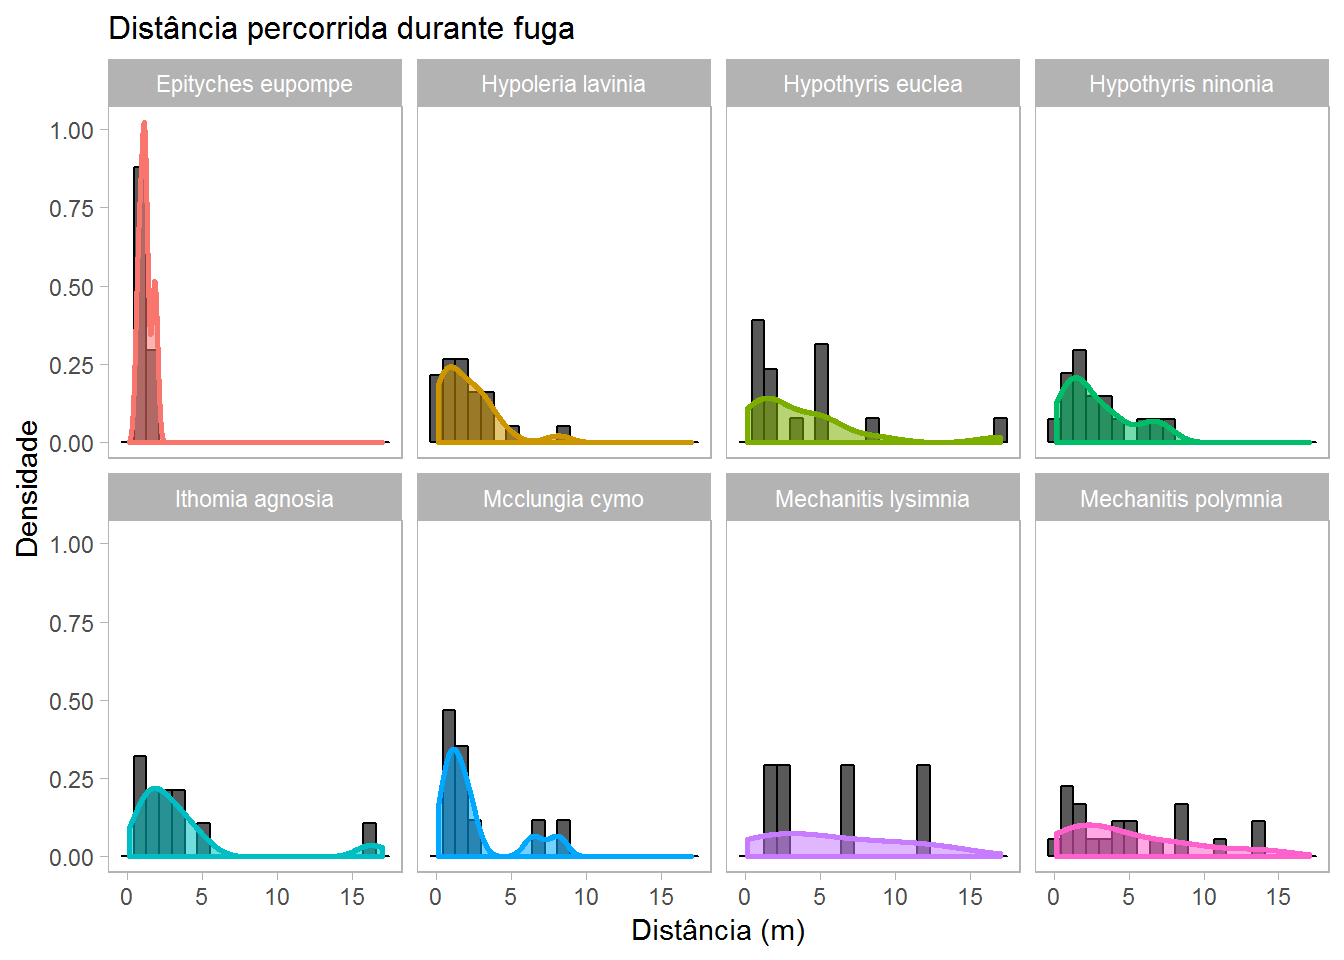 Distância percorrida durante fuga
Epityches eupompe
Hypoleria lavinia
Hypothyris euclea
Hypothyris ninonia
1.00
0.75
0.50
0.25
0.00
Ithomia agnosia
Mcclungia cymo
Mechanitis lysimnia
Mechanitis polymnia
1.00
0.75
0.50
0.25
0.00
0 5 10 15
0 5 10 15
0 5 10 15
0 5 10 15
Densidade
Distância (m)